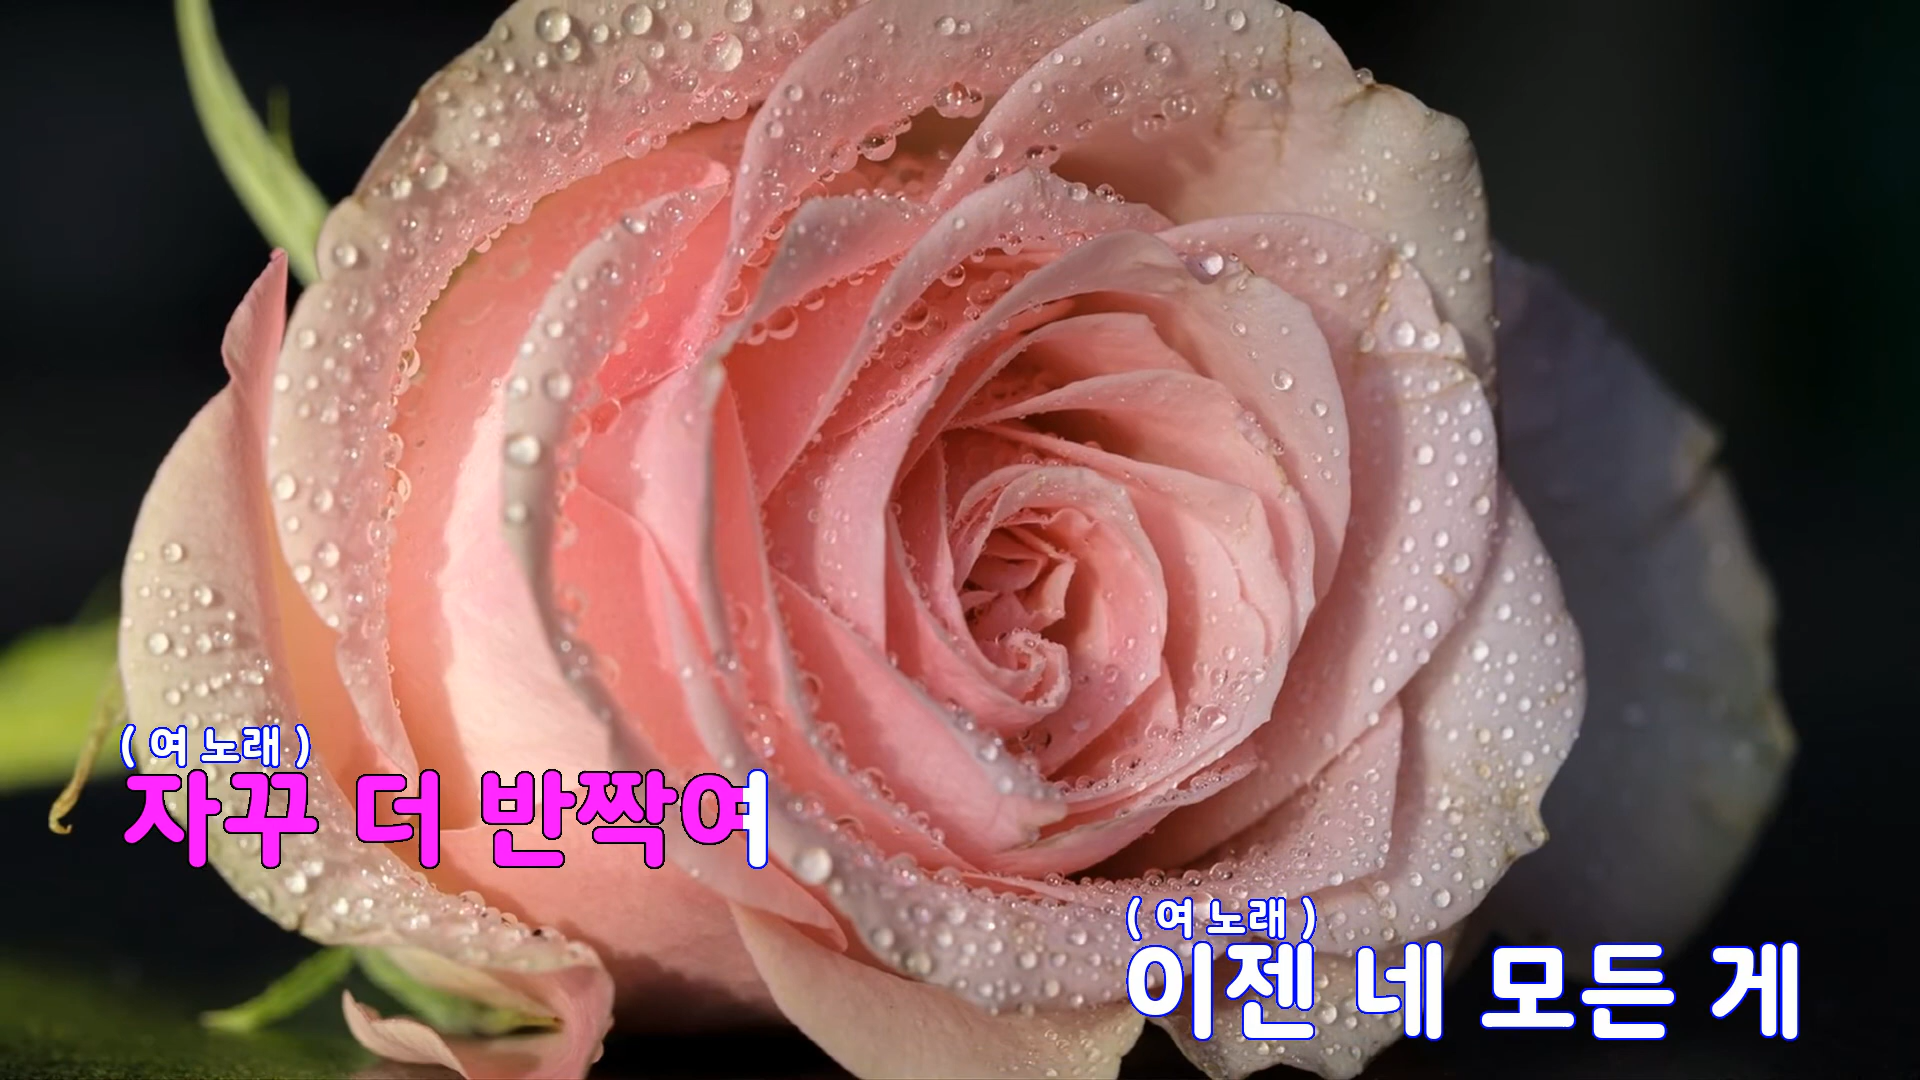 ( 여 노래 )
자꾸 더 반짝여
( 여 노래 )
이젠 네 모든 게